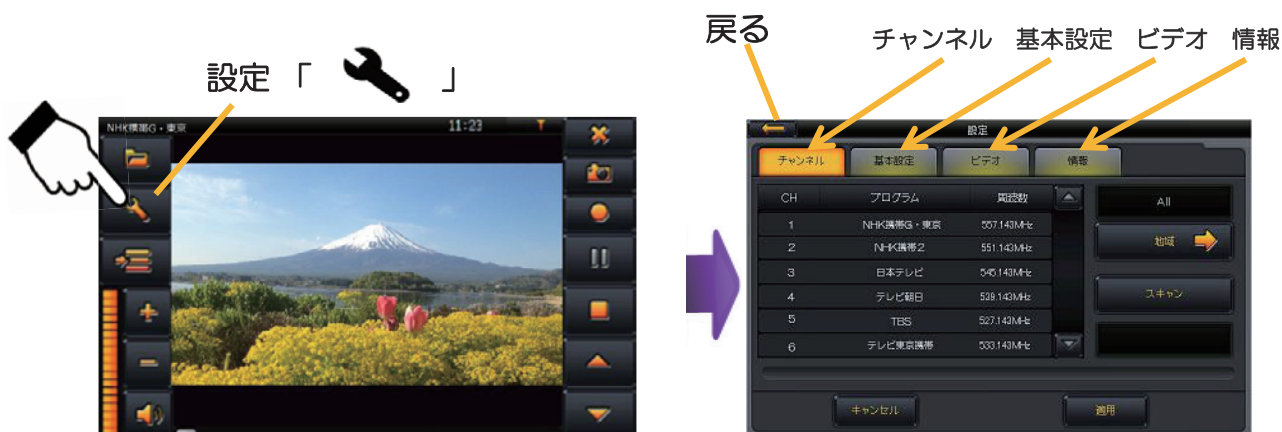 設定「 」
NHK携帯G・東京 11:23
戻る
チャンネル 基本設定 ビデオ 情報
設定
チャンネル 基本設定 ビデオ 情報
CH プログラム 周波数
All
1 NHK携帯G・東京 557.143MHz
地域
2 NHK携帯2 551.143MHz
3 日本テレビ 545.143MHz
スキャン
4 テレビ朝日 539.143MHz
5 TBS 527.143MHz
6 テレビ東京携帯 533.143MHz
キャンセル 適用